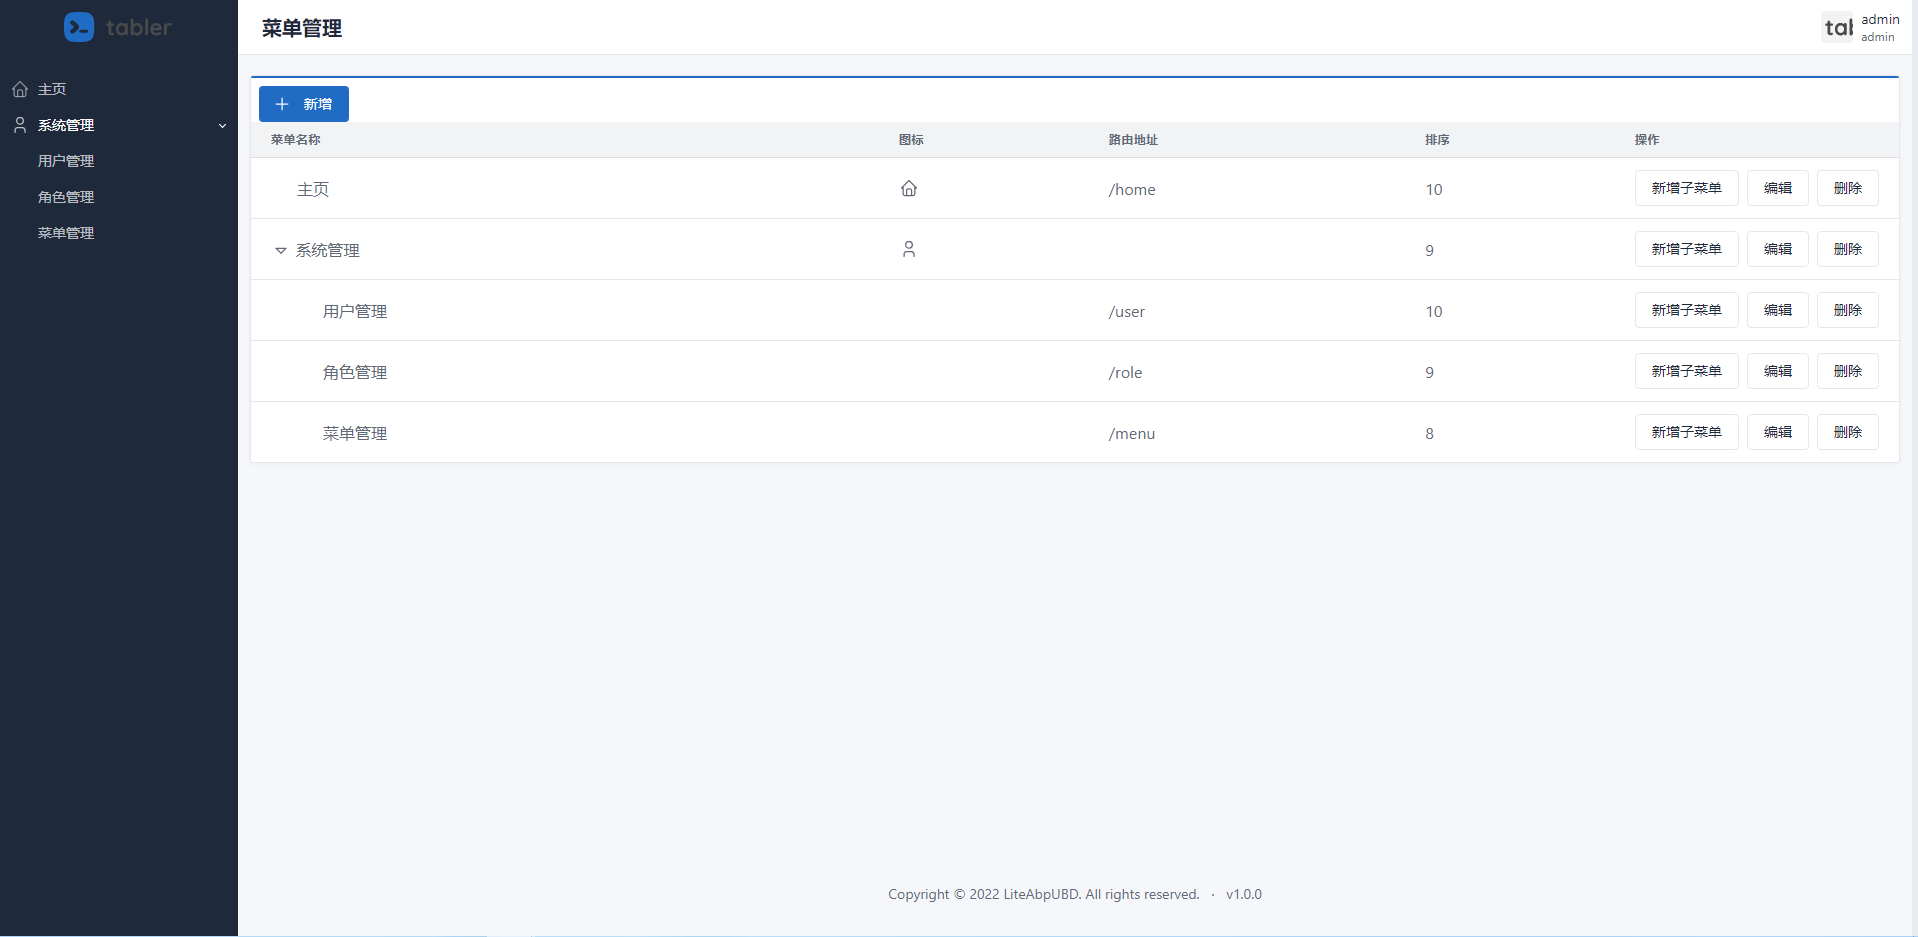 tabler
菜单管理
tab
admin
admin
主页
系统管理
用户管理
角色管理
菜单管理
新增
菜单名称 图标 路由地址 排序 操作
主页 /home 10 新增子菜单 编辑 删除
系统管理 9 新增子菜单 编辑 删除
用户管理 /user 10 新增子菜单 编辑 删除
角色管理 /role 9 新增子菜单 编辑 删除
菜单管理 /menu 8 新增子菜单 编辑 删除
Copyright © 2022 LiteAbpUBD. All rights reserved. · v1.0.0